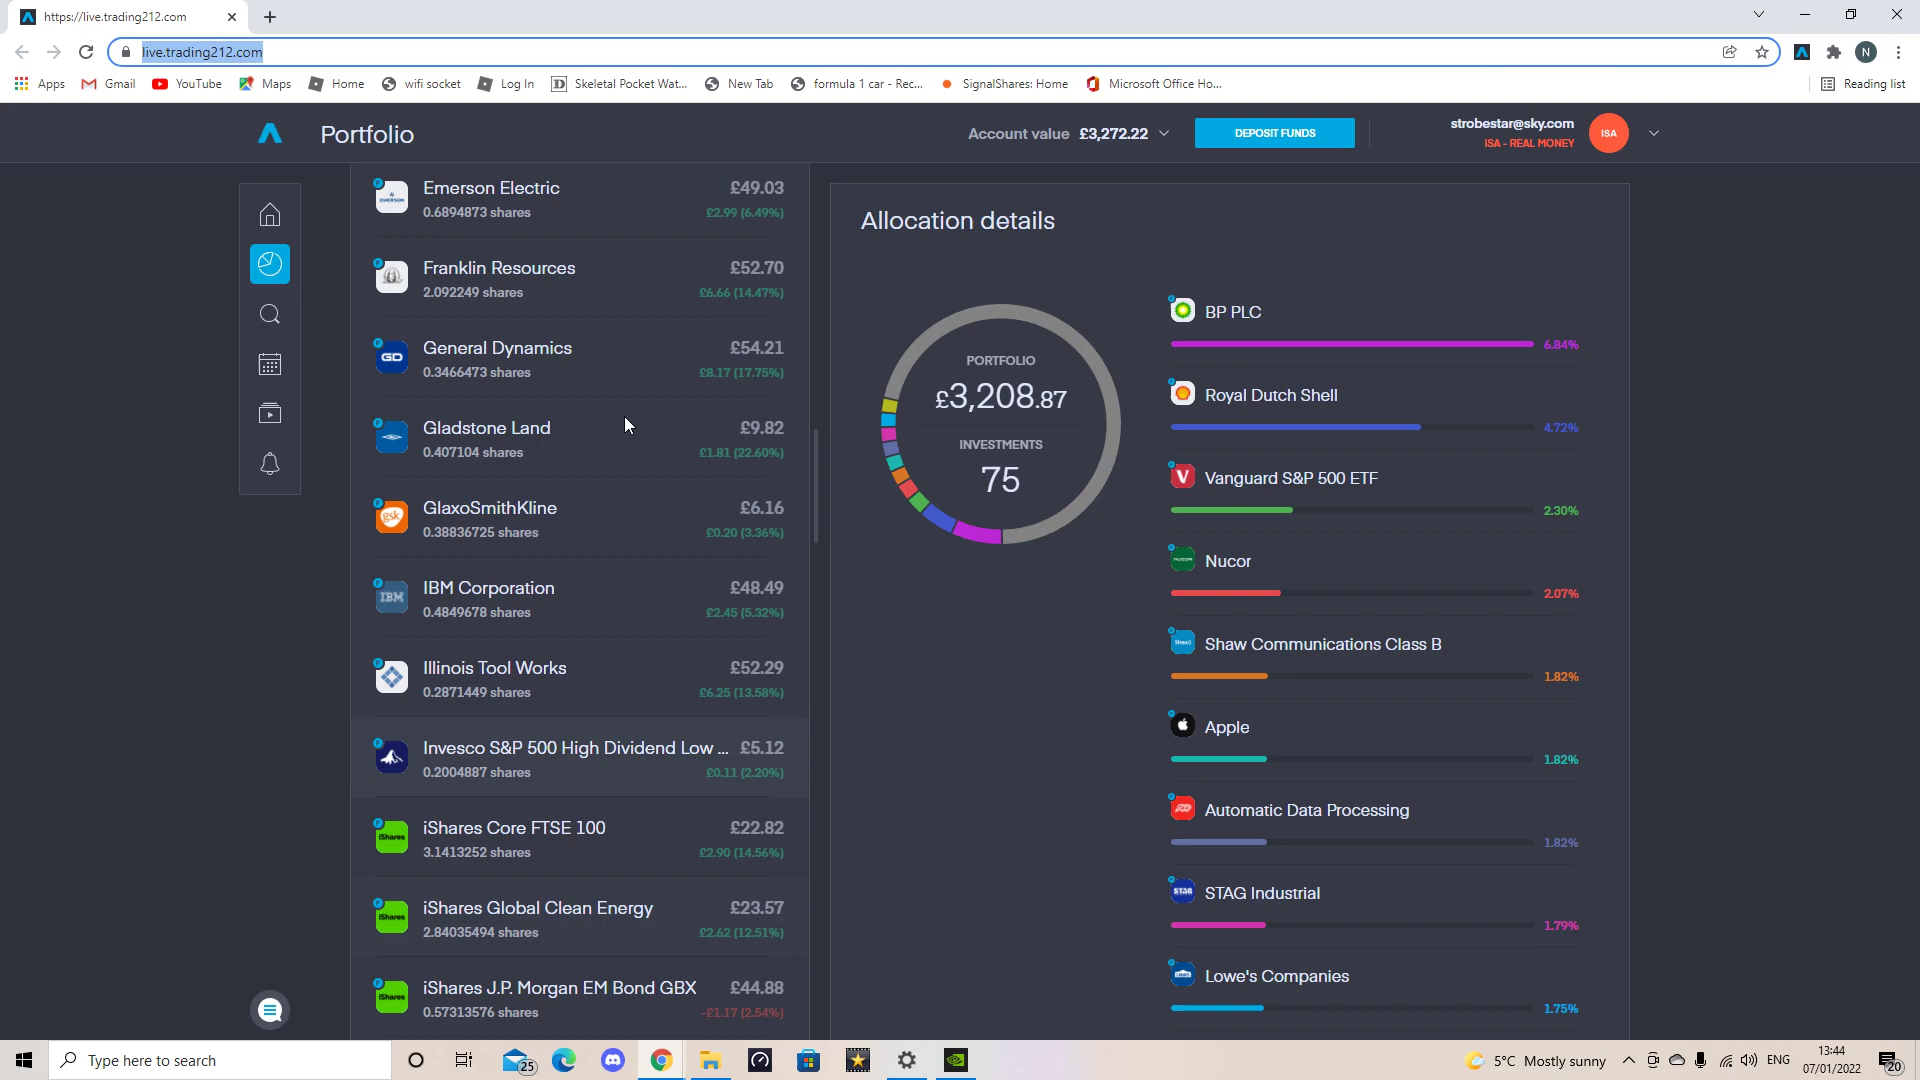 https://live.trading212.com
live.trading212.com
N
Apps
Gmail
YouTube
Maps
Home
wifi socket
Log In
Skeletal Pocket Wat...
New Tab
formula 1 car - Rec...
SignalShares: Home
Microsoft Office Ho...
Reading list
Portfolio
Account value £3,272.22
DEPOSIT FUNDS
strobestar@sky.com
ISA - REAL MONEY
ISA
EMERSON
Emerson Electric £49.03
0.6894873 shares £2.99 (6.49%)
Franklin Resources £52.70
2.092249 shares £6.66 (14.47%)
GD
General Dynamics £54.21
0.3466473 shares £8.17 (17.75%)
Gladstone Land £9.82
0.407104 shares £1.81 (22.60%)
gsk
GlaxoSmithKline £6.16
0.38836725 shares £0.20 (3.36%)
IBM
IBM Corporation £48.49
0.4849678 shares £2.45 (5.32%)
Illinois Tool Works £52.29
0.2871449 shares £6.25 (13.58%)
Invesco S&P 500 High Dividend Low ... £5.12
0.2004887 shares £0.11 (2.20%)
iShares
iShares Core FTSE 100 £22.82
3.1413252 shares £2.90 (14.56%)
iShares
iShares Global Clean Energy £23.57
2.84035494 shares £2.62 (12.51%)
iShares
iShares J.P. Morgan EM Bond GBX £44.88
0.57313576 shares -£1.17 (2.54%)
Allocation details
PORTFOLIO
£3,208.87
INVESTMENTS
75
BP PLC
6.84%
Royal Dutch Shell
4.72%
V
Vanguard S&P 500 ETF
2.30%
NUCOR
Nucor
2.07%
Shaw Communications Class B
1.82%
Apple
1.82%
Automatic Data Processing
1.82%
STAG
STAG Industrial
1.79%
Lowe's Companies
1.75%
Type here to search
25
5°C Mostly sunny
ENG
13:44
07/01/2022
20